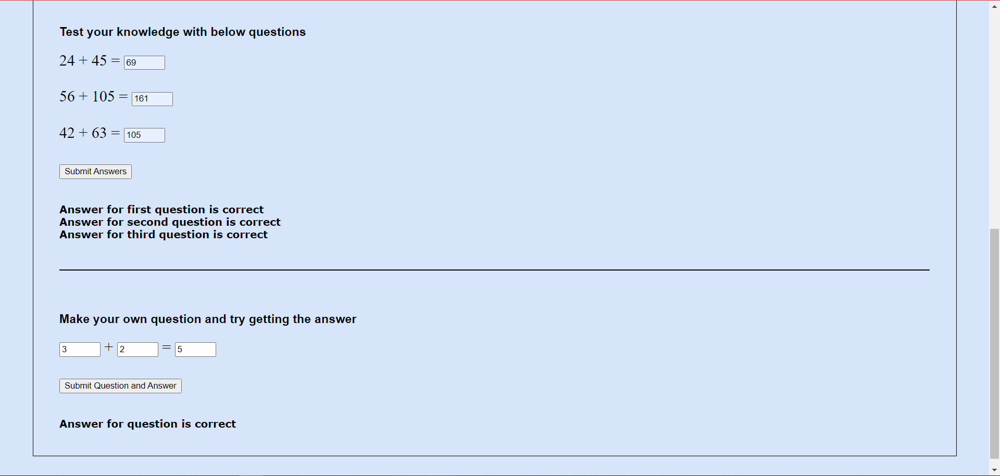 Test your knowledge with below questions
24 + 45 = 69
56 + 105 = 161
42 + 63 = 105
Submit Answers
Answer for first question is correct
Answer for second question is correct
Answer for third question is correct
Make your own question and try getting the answer
3 + 2 = 5
Submit Question and Answer
Answer for question is correct